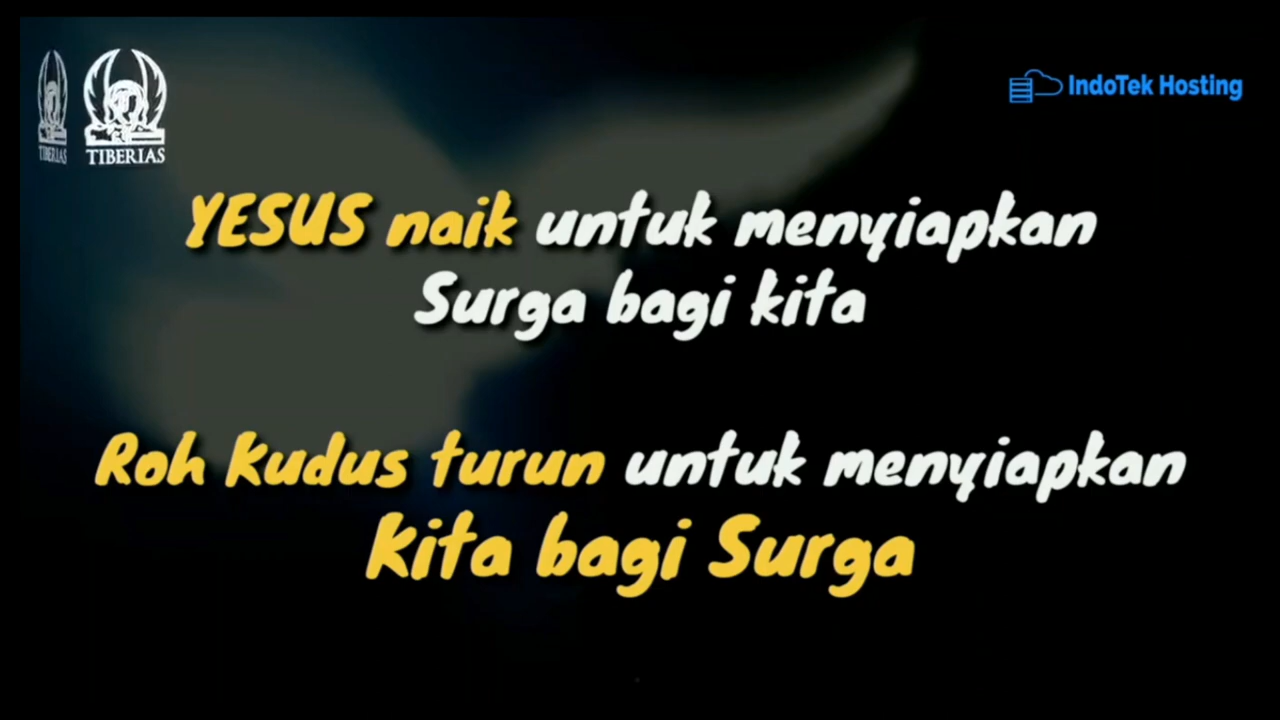 TIBERIAS
TIBERIAS
IndoTek Hosting
YESUS naik untuk menyiapkan
Surga bagi kita
Roh Kudus turun untuk menyiapkan
Kita bagi Surga